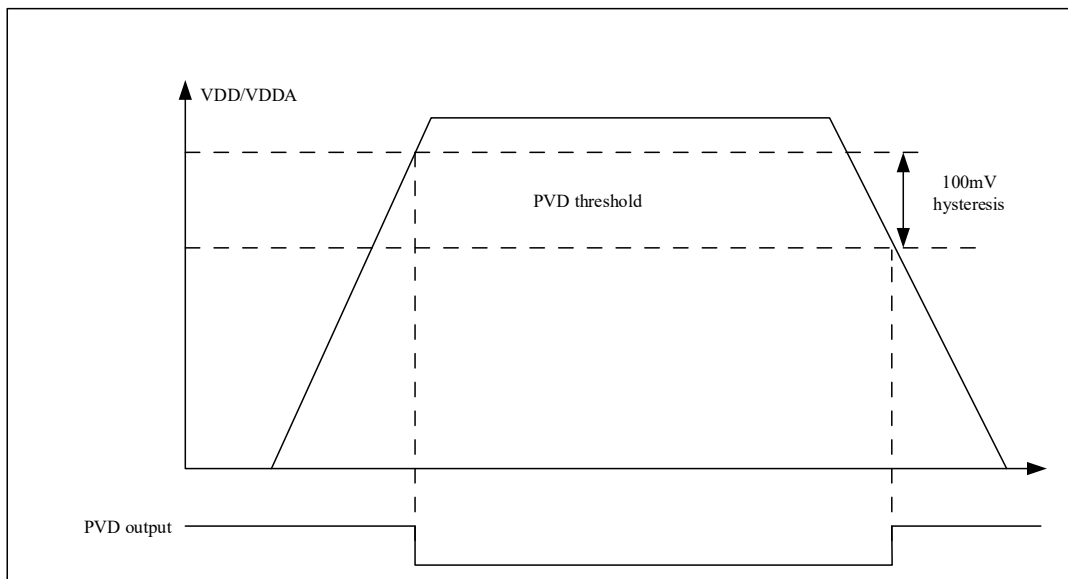 VDD/VDDA
PVD threshold
100mV
hysteresis
PVD output